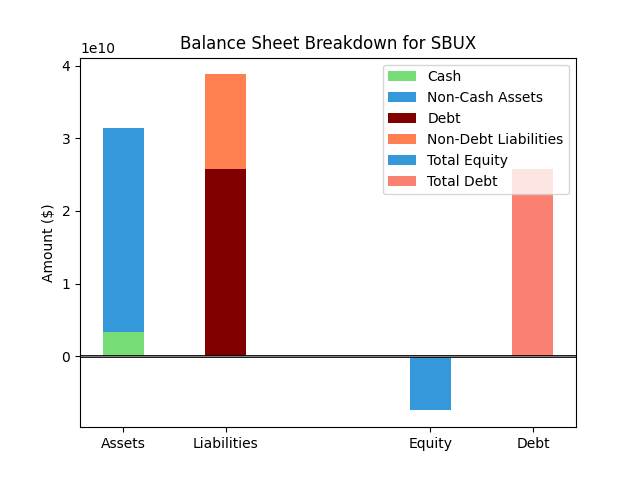 Balance Sheet Breakdown for SBUX
1e10
4
3
2
1
0
Amount ($)
Cash
Non-Cash Assets
Debt
Non-Debt Liabilities
Total Equity
Total Debt
Assets
Liabilities
Equity
Debt